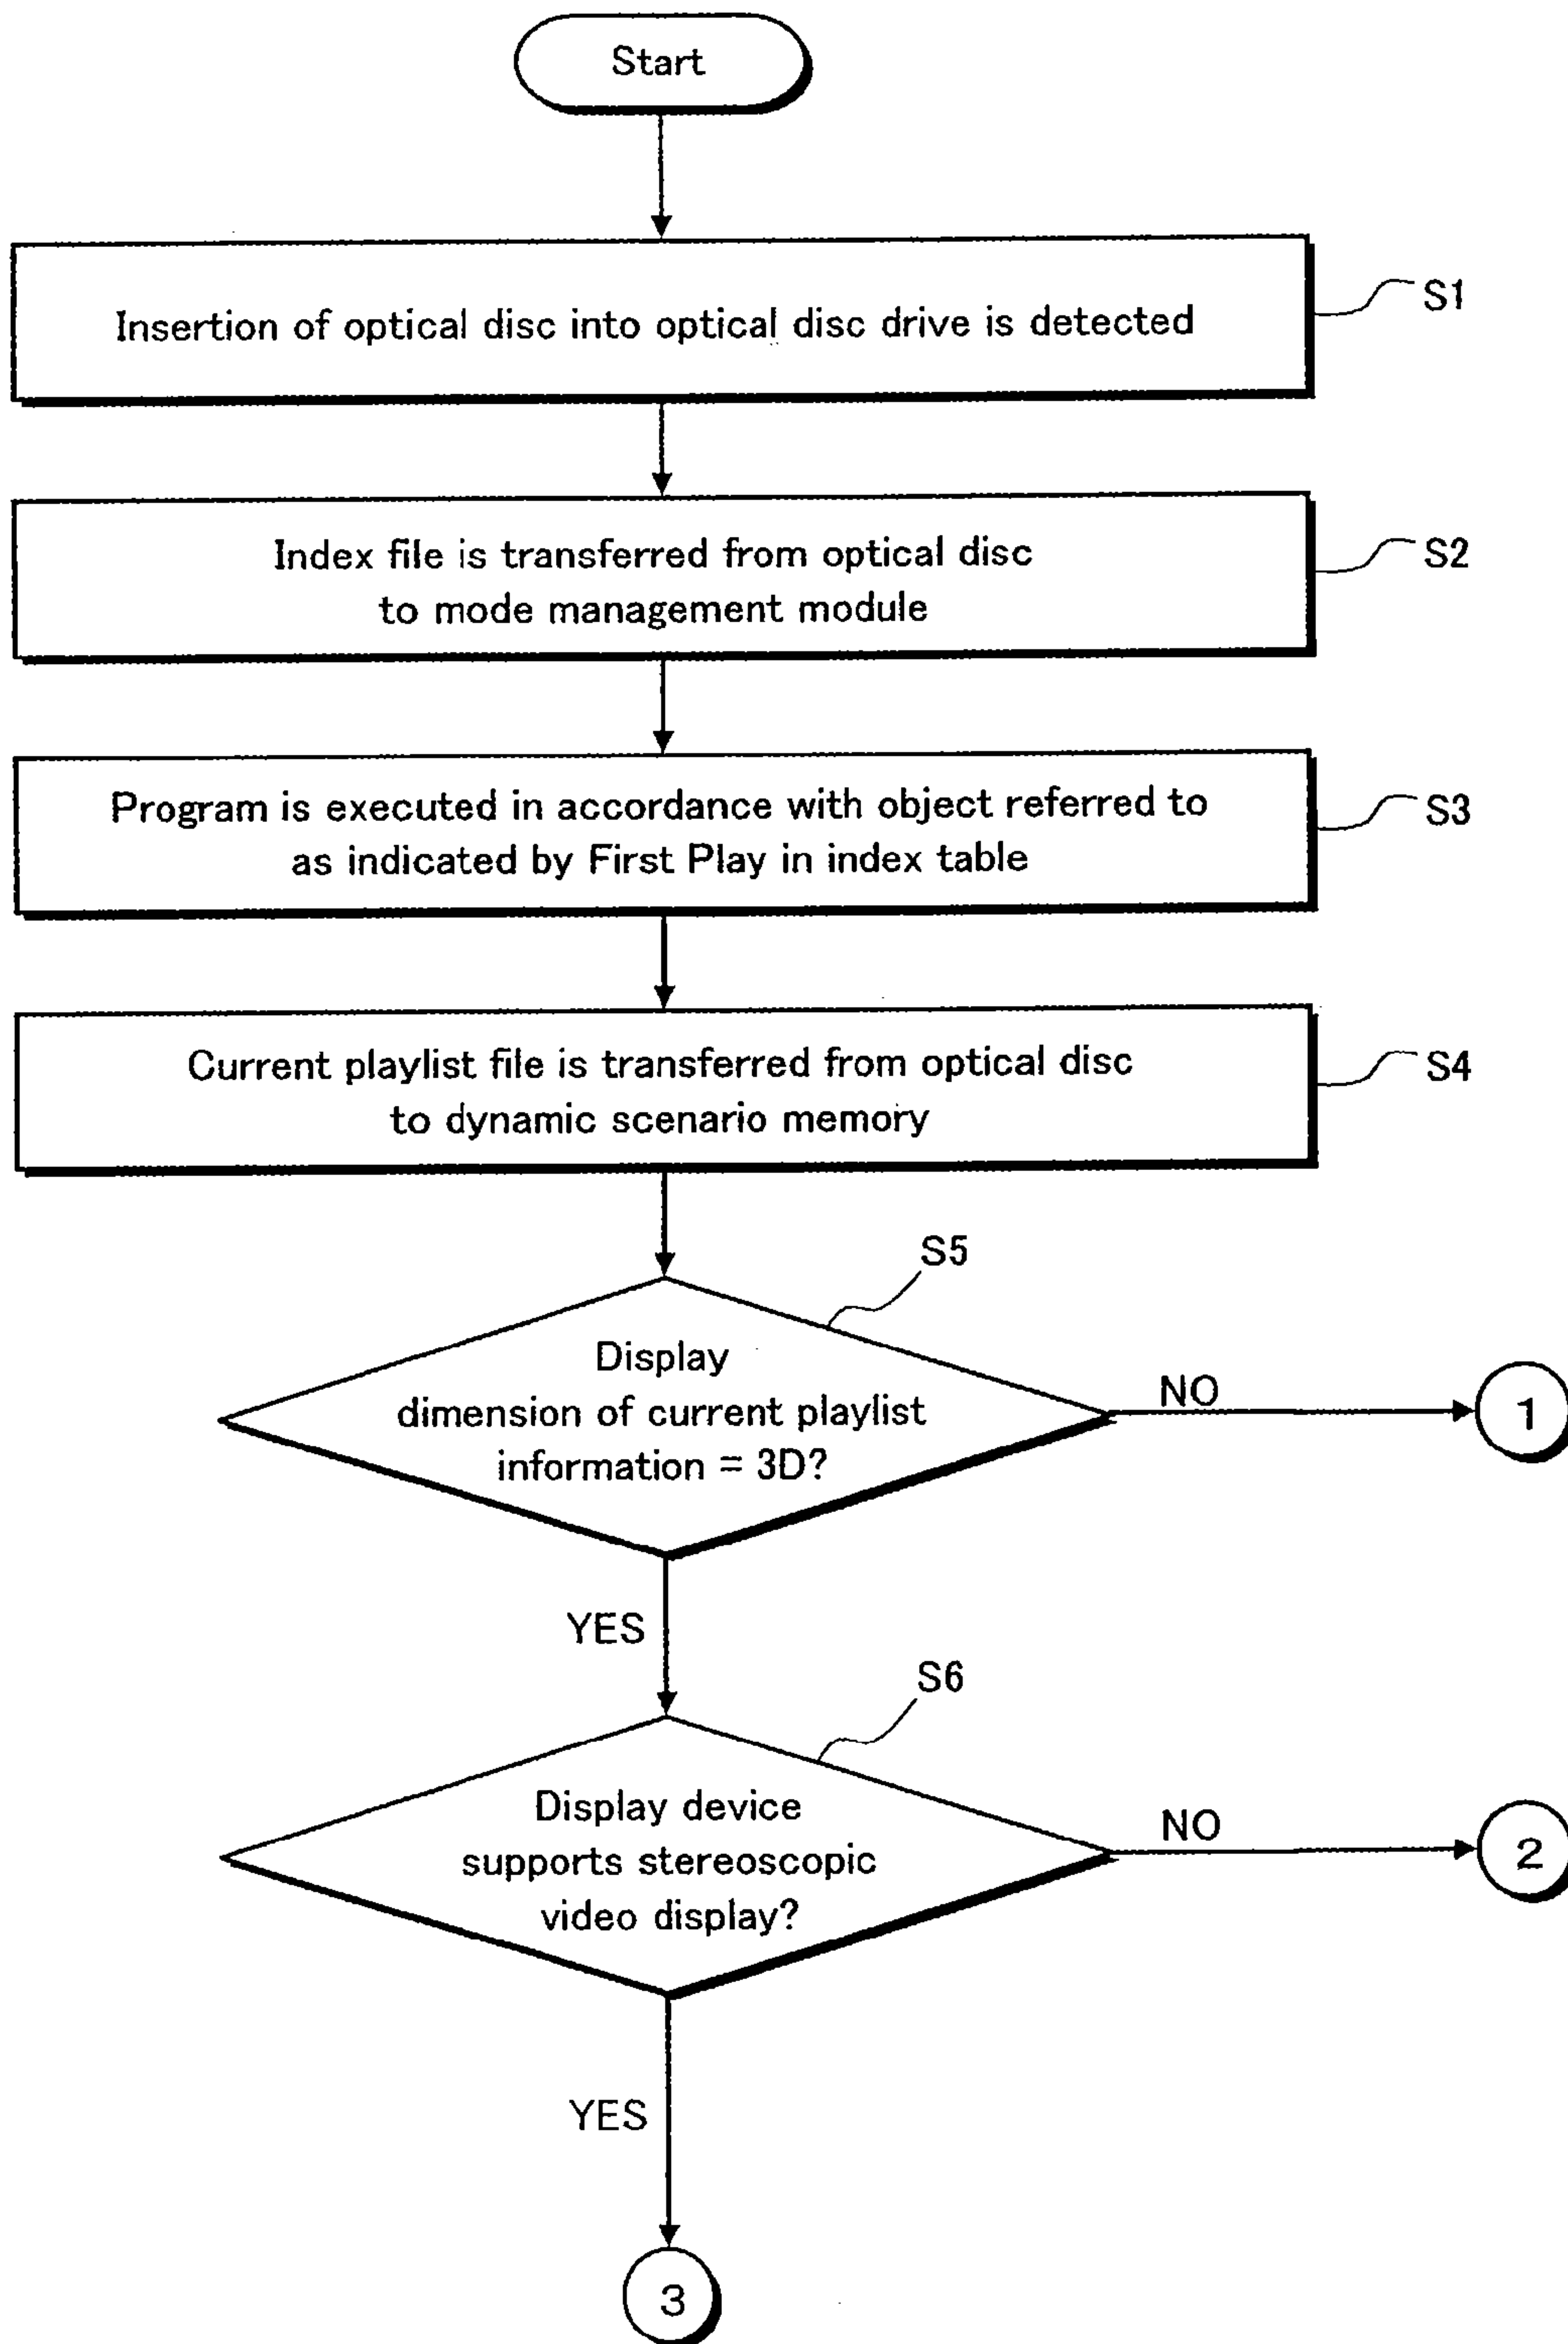 Start
Insertion of optical disc into optical disc drive is detected
S1
Index file is transferred from optical disc
to mode management module
S2
Program is executed in accordance with object referred to
as indicated by First Play in index table
S3
Current playlist file is transferred from optical disc
to dynamic scenario memory
S4
S5
Display
dimension of current playlist
information = 3D?
NO
1
YES
S6
Display device
supports stereoscopic
video display?
NO
2
YES
3